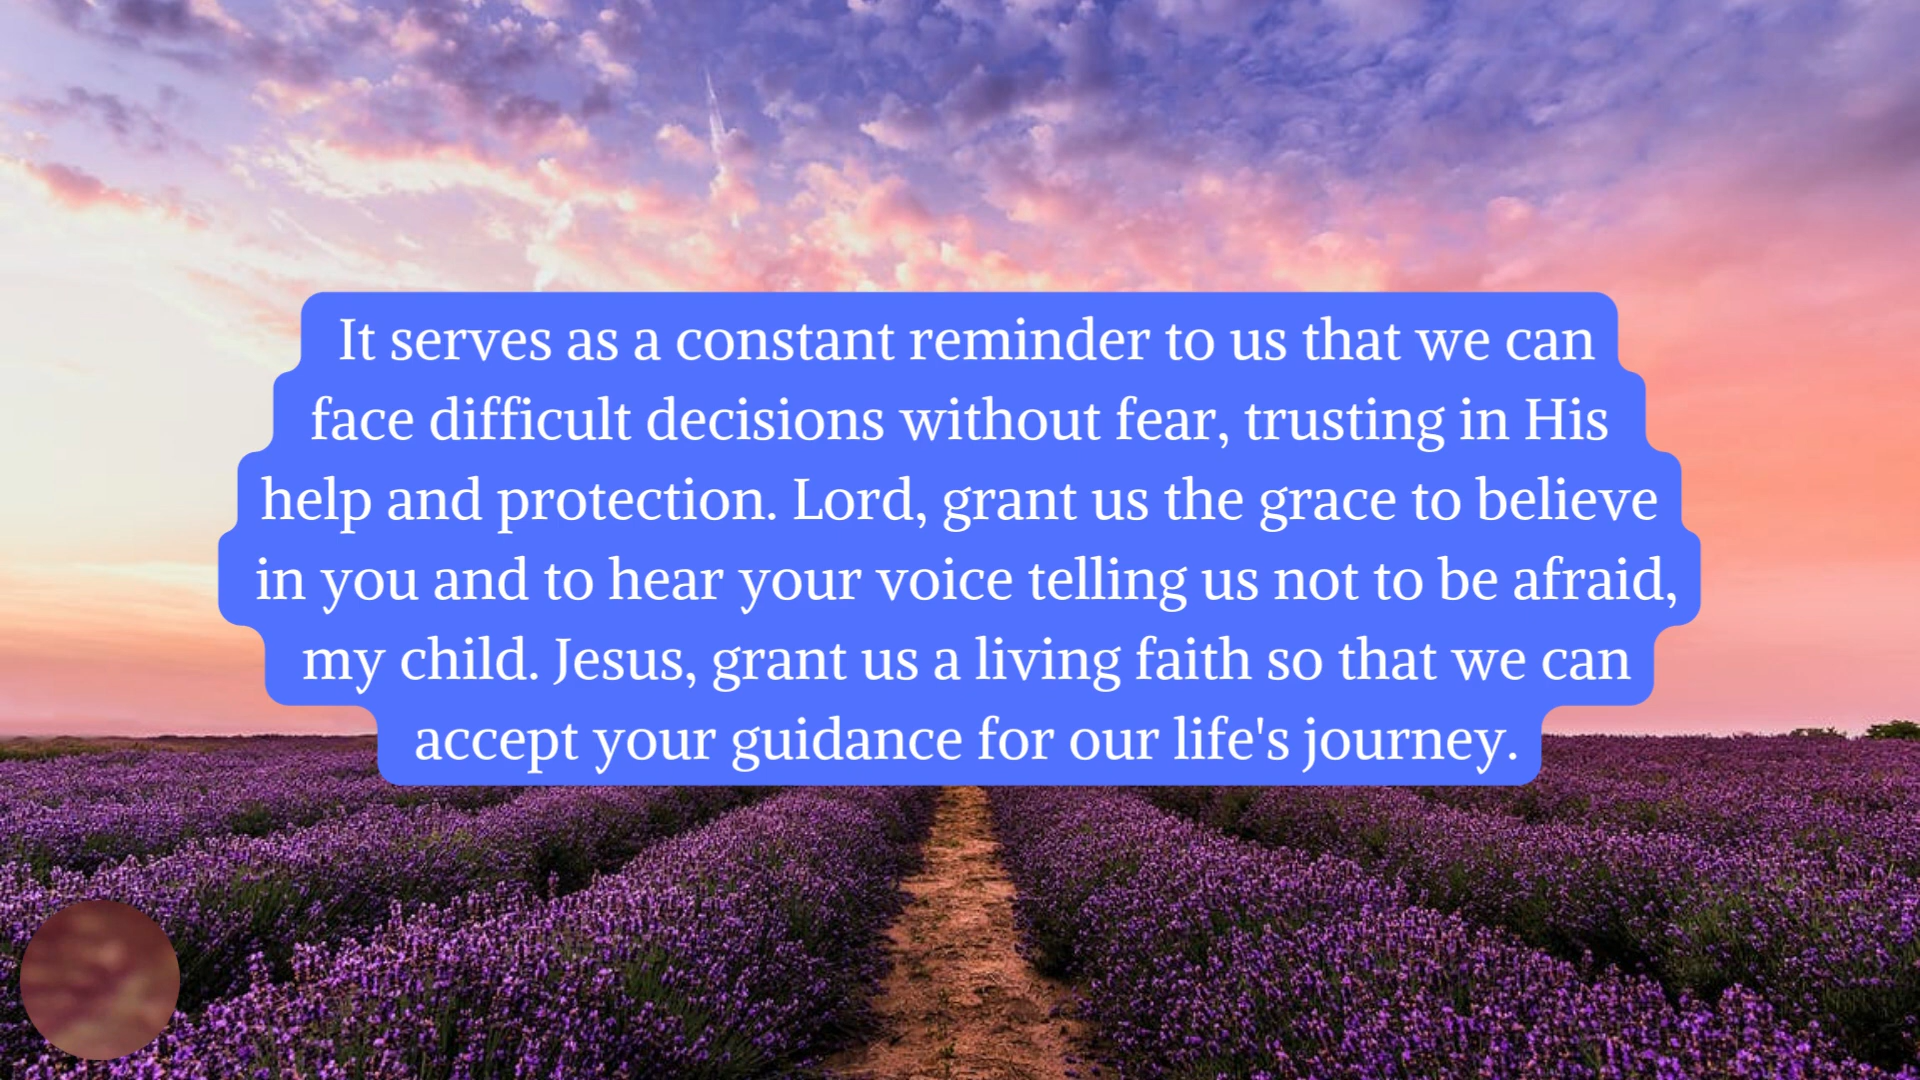 It serves as a constant reminder to us that we can
face difficult decisions without fear, trusting in His
help and protection. Lord, grant us the grace to believe
in you and to hear your voice telling us not to be afraid,
my child. Jesus, grant us a living faith so that we can
accept your guidance for our life's journey.